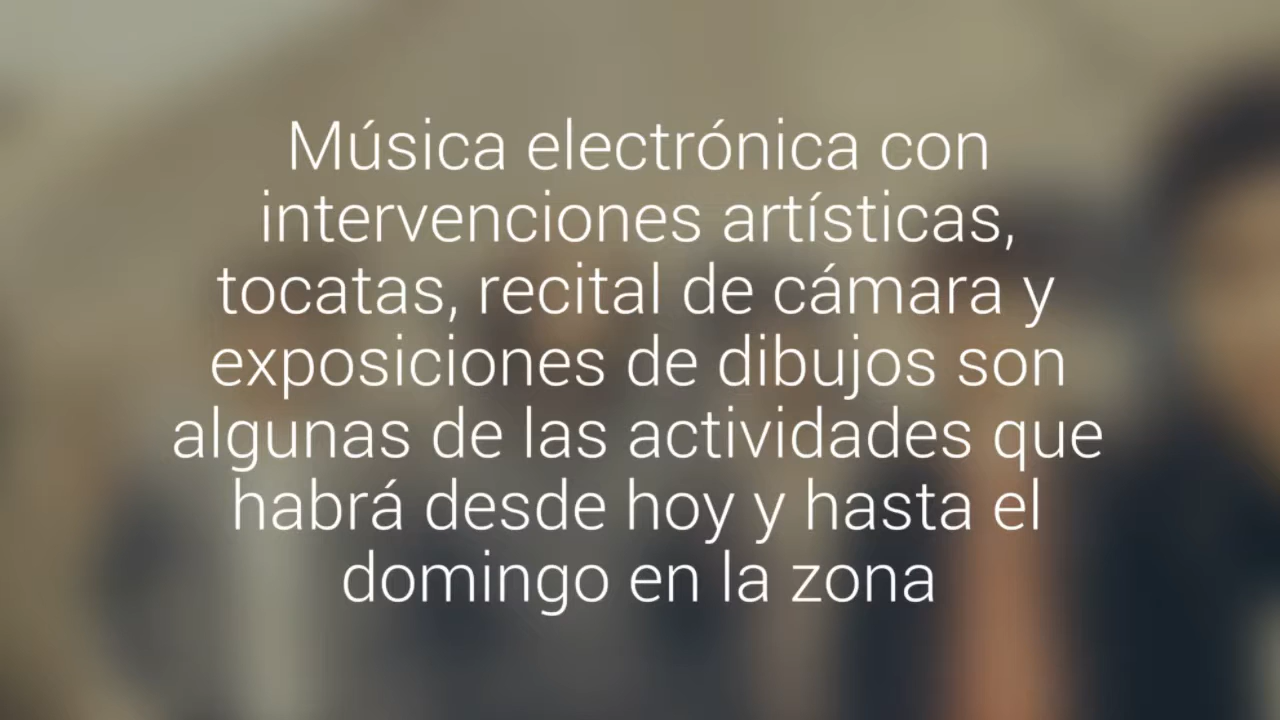 Música electrónica con
intervenciones artísticas,
tocatas, recital de cámara y
exposiciones de dibujos son
algunas de las actividades que
habrá desde hoy y hasta el
domingo en la zona